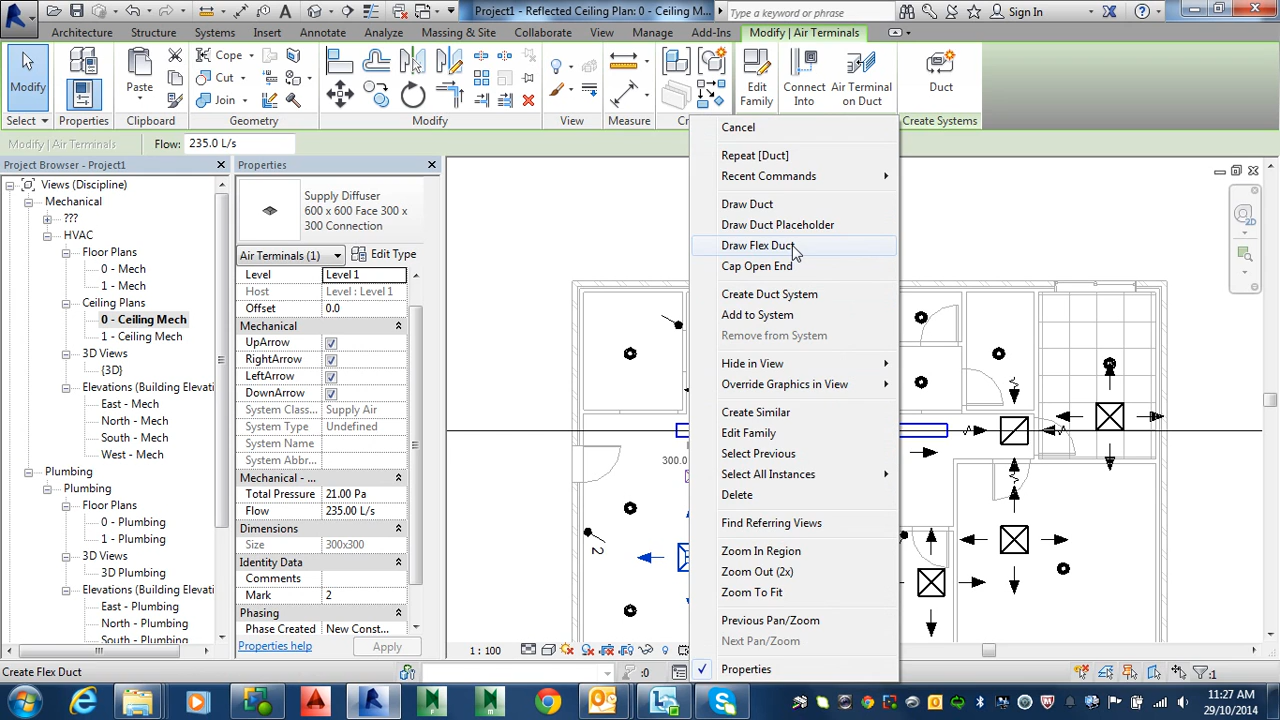 Project1 - Reflected Ceiling Plan: 0 - Ceiling M...
Type a keyword or phrase
Sign In
Architecture
Structure
Systems
Insert
Annotate
Analyze
Massing & Site
Collaborate
View
Manage
Add-Ins
Modify | Air Terminals
Modify
Paste
Cope
Cut
Join
Edit
Family
Connect
Into
Air Terminal
on Duct
Duct
Select
Properties
Clipboard
Geometry
Modify
View
Measure
Create Systems
Modify | Air Terminals
Flow: 235.0 L/s
Project Browser - Project1
Views (Discipline)
Mechanical
???
HVAC
Floor Plans
0 - Mech
1 - Mech
Ceiling Plans
0 - Ceiling Mech
1 - Ceiling Mech
3D Views
{3D}
Elevations (Building Elevati
East - Mech
North - Mech
South - Mech
West - Mech
Plumbing
Plumbing
Floor Plans
0 - Plumbing
1 - Plumbing
3D Views
3D Plumbing
Elevations (Building Elevati
East - Plumbing
North - Plumbing
South - Plumbing
Properties
Supply Diffuser
600 x 600 Face 300 x
300 Connection
Air Terminals (1)
Edit Type
Level Level 1
Host Level : Level 1
Offset 0.0
Mechanical
UpArrow
RightArrow
LeftArrow
DownArrow
System Class... Supply Air
System Type Undefined
System Name
System Abbr...
Mechanical - ...
Total Pressure 21.00 Pa
Flow 235.00 L/s
Dimensions
Size 300x300
Identity Data
Comments
Mark 2
Phasing
Phase Created New Const...
Properties help
Apply
Cancel
Repeat [Duct]
Recent Commands
Draw Duct
Draw Duct Placeholder
Draw Flex Duct
Cap Open End
Create Duct System
Add to System
Remove from System
Hide in View
Override Graphics in View
Create Similar
Edit Family
Select Previous
Select All Instances
Delete
Find Referring Views
Zoom In Region
Zoom Out (2x)
Zoom To Fit
Previous Pan/Zoom
Next Pan/Zoom
Properties
2
1 : 100
Create Flex Duct
:0
:1
11:27 AM
29/10/2014